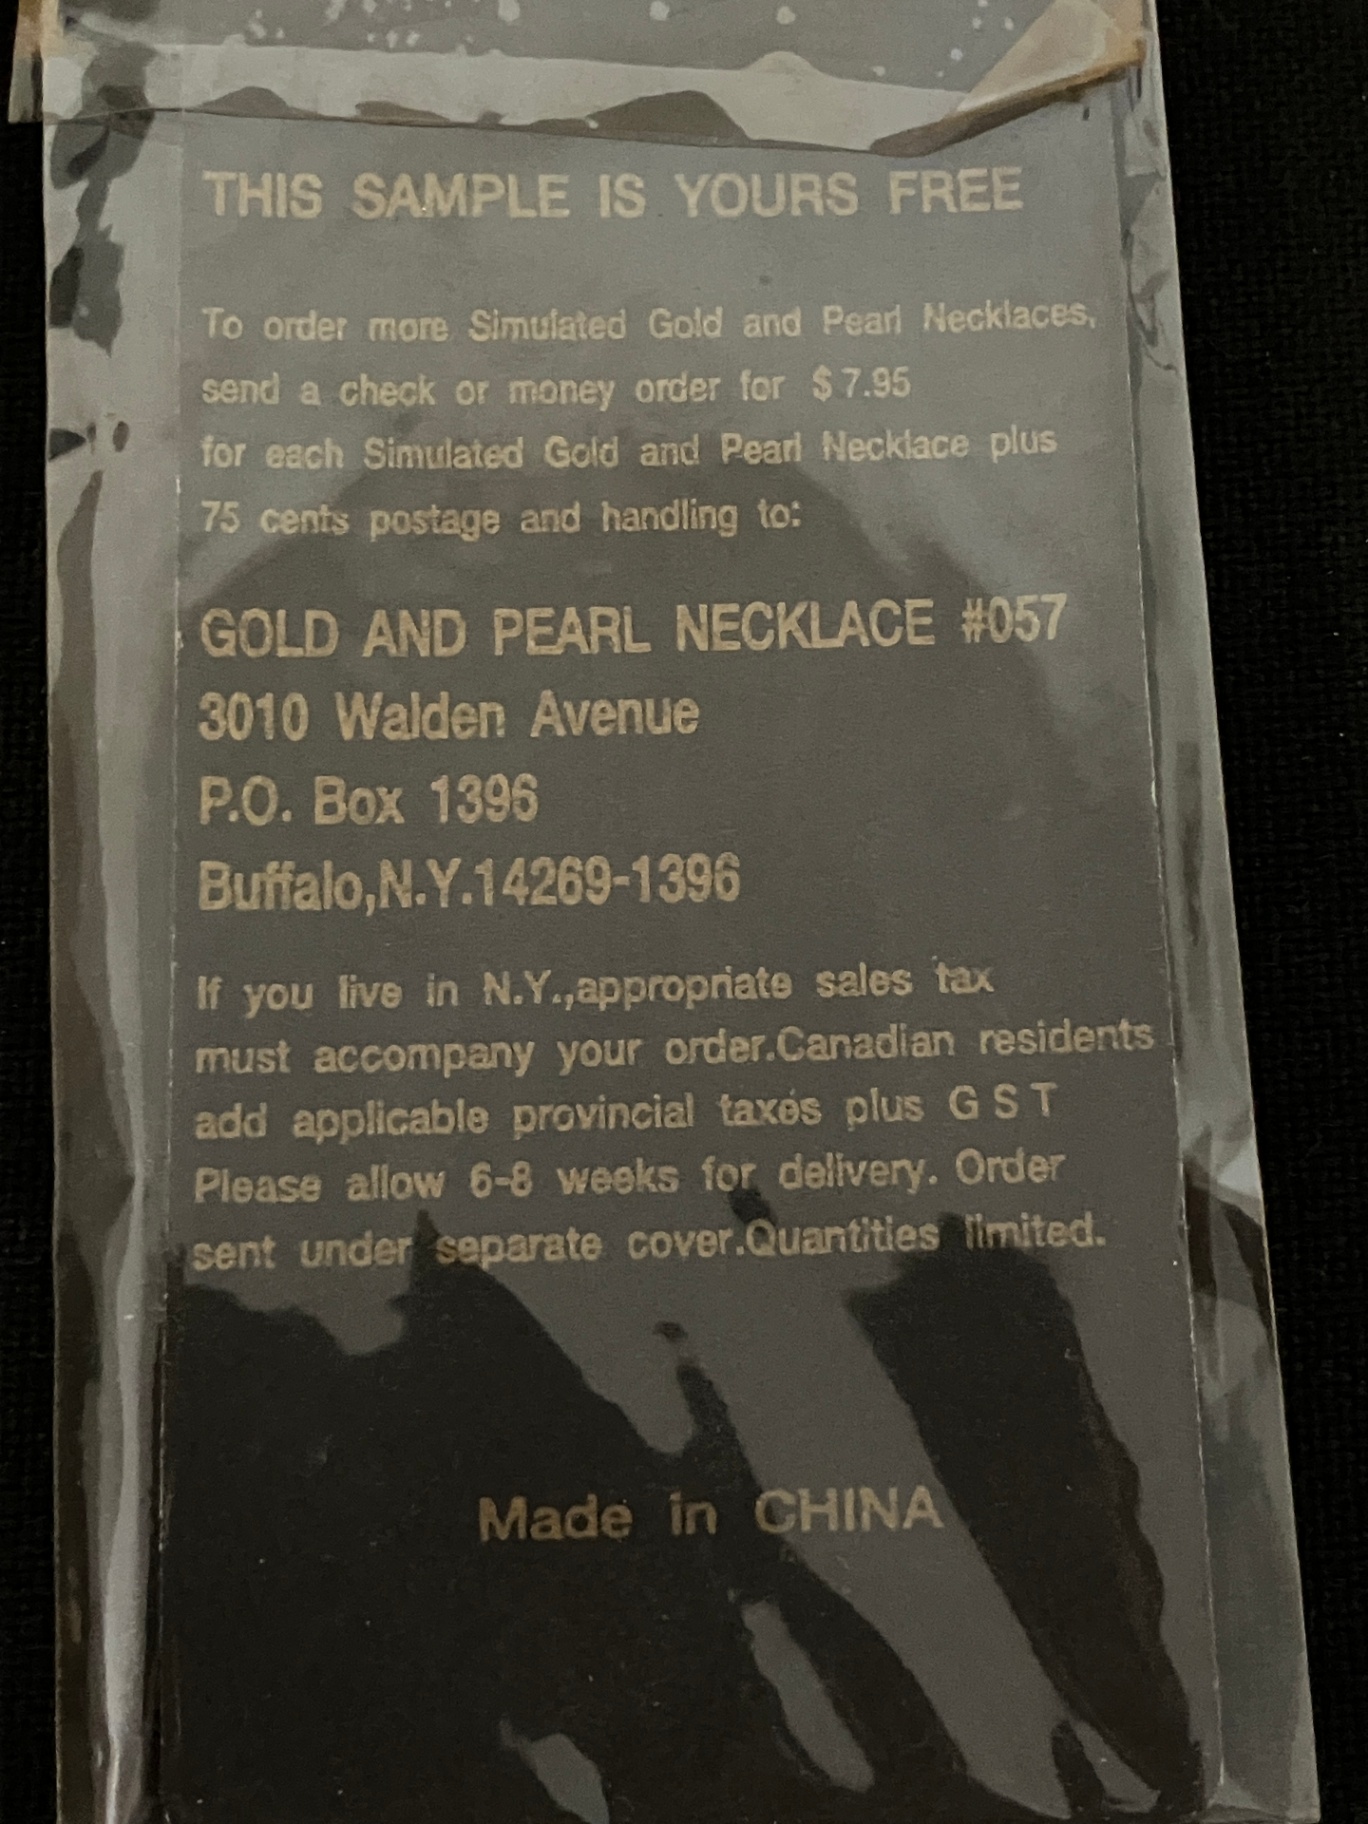 THIS SAMPLE IS YOURS FREE
To order more Simulated Gold and Pearl Necklaces,
send a check or money order for $7.95
for each Simulated Gold and Pearl Necklace plus
75 cents postage and handling to:
GOLD AND PEARL NECKLACE #057
3010 Walden Avenue
P.O. Box 1396
Buffalo,N.Y.14269-1396
If you live in N.Y.,appropriate sales tax
must accompany your order.Canadian residents
add applicable provincial taxes plus G S T
Please allow 6-8 weeks for delivery. Order
sent under separate cover.Quantities limited.
Made in CHINA